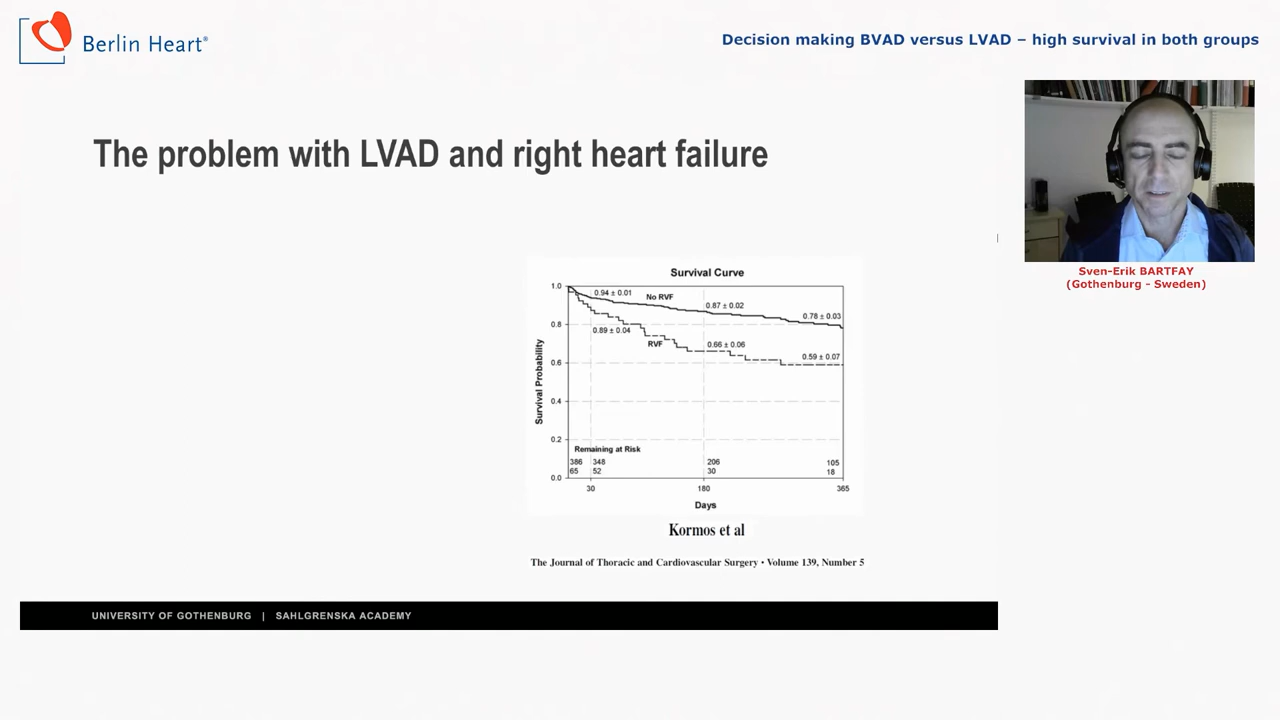 Berlin Heart®
Decision making BVAD versus LVAD – high survival in both groups
The problem with LVAD and right heart failure
Sven-Erik BARTFAY
(Gothenburg - Sweden)
Survival Curve
1.0
0.94 ± 0.01
No RVF
0.87 ± 0.02
0.78 ± 0.03
0.8
0.89 ± 0.04
RVF
0.66 ± 0.06
0.59 ± 0.07
0.6
Survival Probability
0.4
0.2
Remaining at Risk
386 348 206 105
65 52 30 18
0.0
30 180 365
Days
Kormos et al
The Journal of Thoracic and Cardiovascular Surgery • Volume 139, Number 5
UNIVERSITY OF GOTHENBURG | SAHLGRENSKA ACADEMY